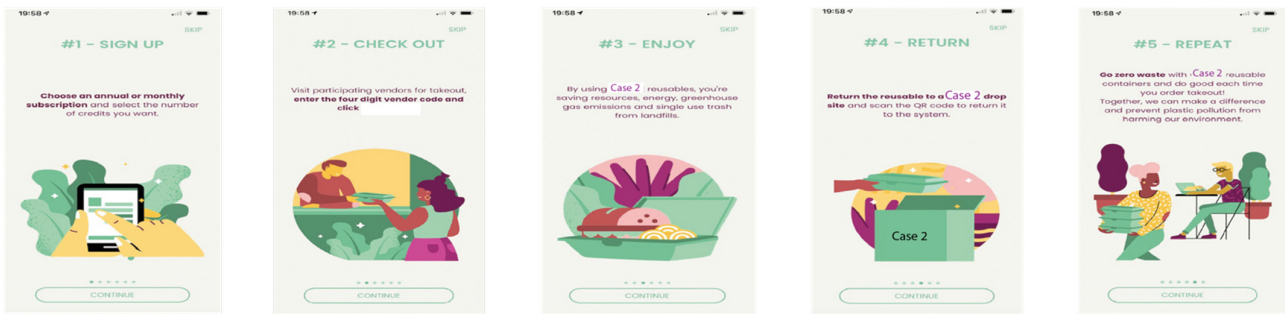 19:58
SKIP
#1 - SIGN UP
Choose an annual or monthly
subscription and select the number
of credits you want.
CONTINUE
19:58
SKIP
#2 - CHECK OUT
Visit participating vendors for takeout,
enter the four digit vendor code and
click
CONTINUE
19:58
SKIP
#3 - ENJOY
By using Case 2 reusables, you're
saving resources, energy, greenhouse
gas emissions and single use trash
from landfills.
CONTINUE
19:58
SKIP
#4 - RETURN
Return the reusable to a Case 2 drop
site and scan the QR code to return it
to the system.
Case 2
CONTINUE
19:58
SKIP
#5 - REPEAT
Go zero waste with Case 2 reusable
containers and do good each time
you order takeout!
Together, we can make a difference
and prevent plastic pollution from
harming our environment.
CONTINUE